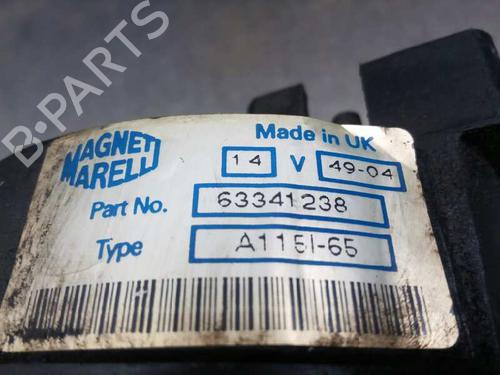 B-PARTS
MAGNETI
MARELLI
Made in UK
14 V 49-04
Part No. 63341238
Type A115I-65